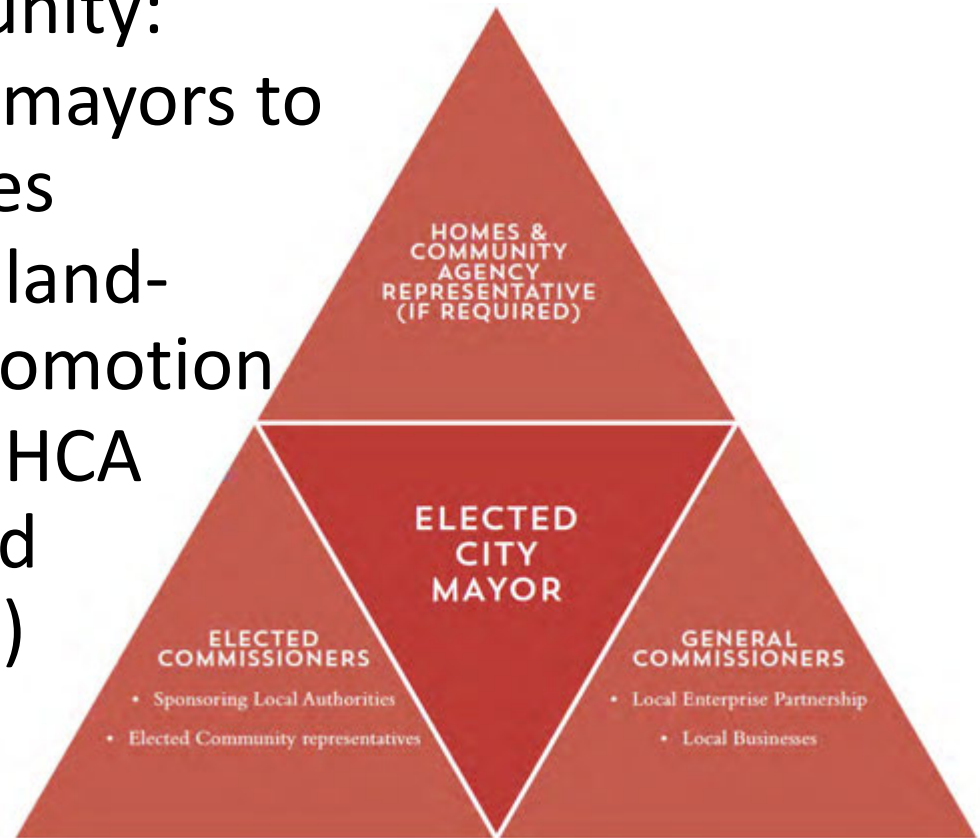 unity:
mayors to
es
land-
omotion
HCA
d
)
HOMES &
COMMUNITY
AGENCY
REPRESENTATIVE
(IF REQUIRED)
ELECTED
CITY
MAYOR
ELECTED
COMMISSIONERS
• Sponsoring Local Authorities
• Elected Community representatives
GENERAL
COMMISSIONERS
• Local Enterprise Partnership
• Local Businesses